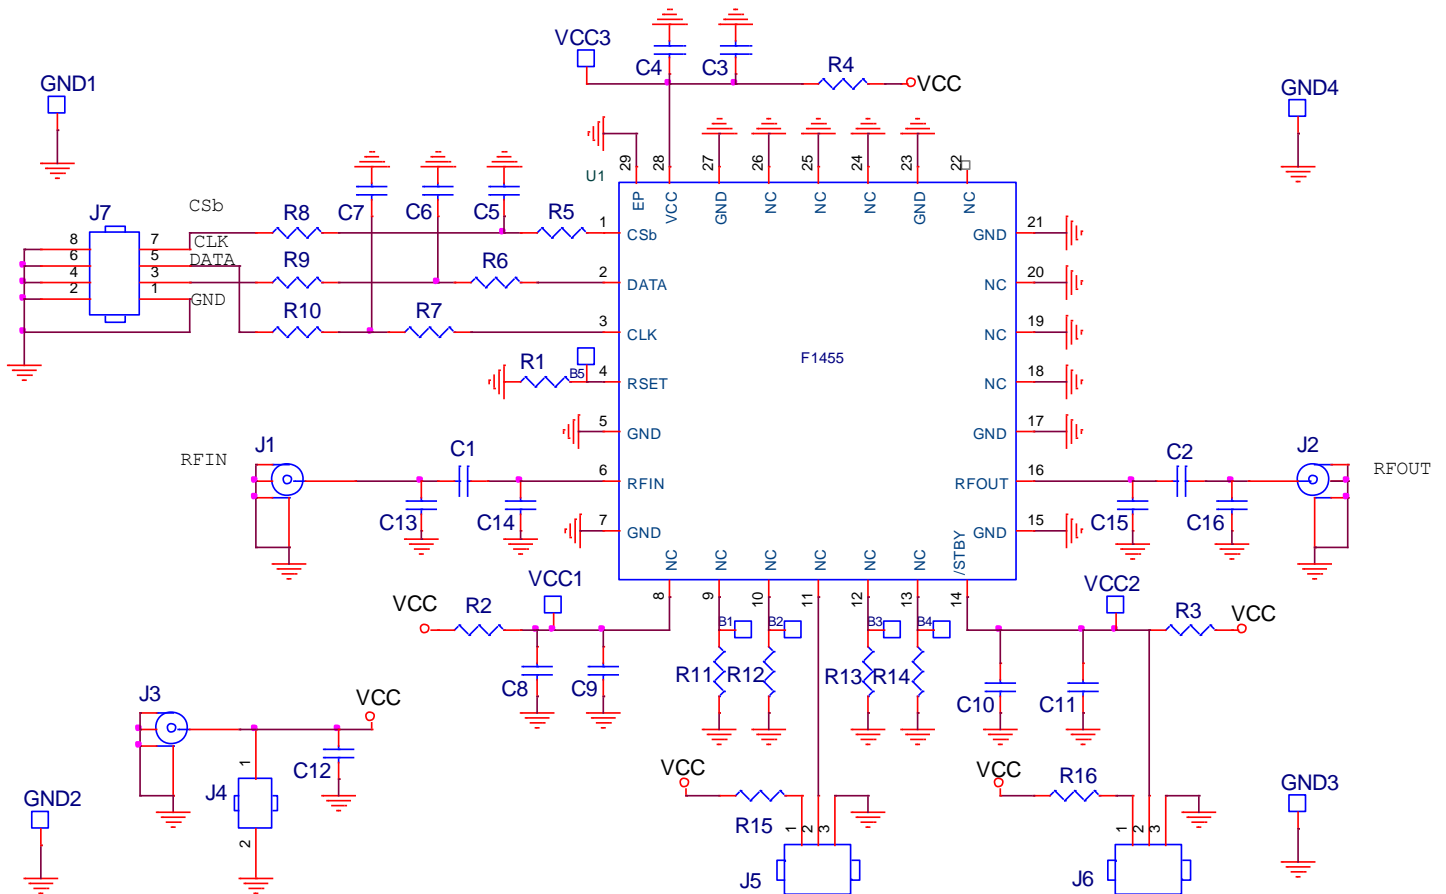 VCC3
C4
C3
R4
VCC
GND1
GND4
29
28
27
26
25
24
23
22
U1
EP
VCC
GND
NC
NC
NC
GND
NC
CSb
J7
R8
C7
C6
C5
R5
1
CSb
GND
21
8
7
CLK
6
5
DATA
R9
R6
2
DATA
NC
20
4
3
2
1
GND
R10
R7
3
CLK
NC
19
F1455
R1
B5
4
RSET
NC
18
5
GND
GND
17
RFIN
J1
C1
6
RFIN
RFOUT
16
C2
J2
RFOUT
C13
C14
7
GND
GND
15
C15
C16
NC
NC
NC
NC
NC
NC
/STBY
8
9
10
11
12
13
14
VCC
R2
VCC1
VCC2
R3
VCC
B1
B2
B3
B4
C8
C9
R11
R12
R13
R14
C10
C11
J3
VCC
C12
1
J4
2
GND2
VCC
R15
1
2
3
J5
VCC
R16
1
2
3
J6
GND3